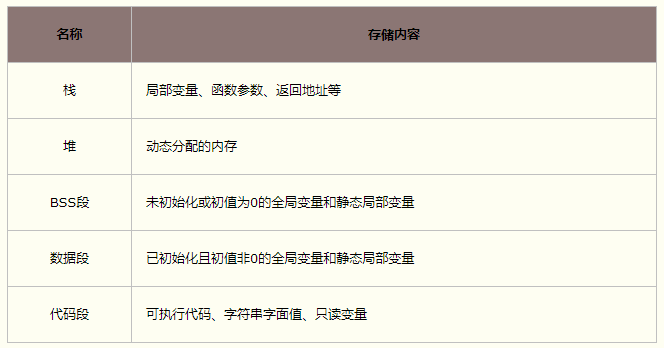 名称 存储内容
栈 局部变量、函数参数、返回地址等
堆 动态分配的内存
BSS段 未初始化或初值为0的全局变量和静态局部变量
数据段 已初始化且初值非0的全局变量和静态局部变量
代码段 可执行代码、字符串字面值、只读变量